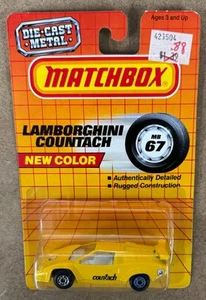 Ages 3 and Up
DIE-CAST
METAL
423504
.88
MATCHBOX
LAMBORGHINI
COUNTACH
NEW COLOR
MB
67
• Authentically Detailed
• Rugged Construction
countach